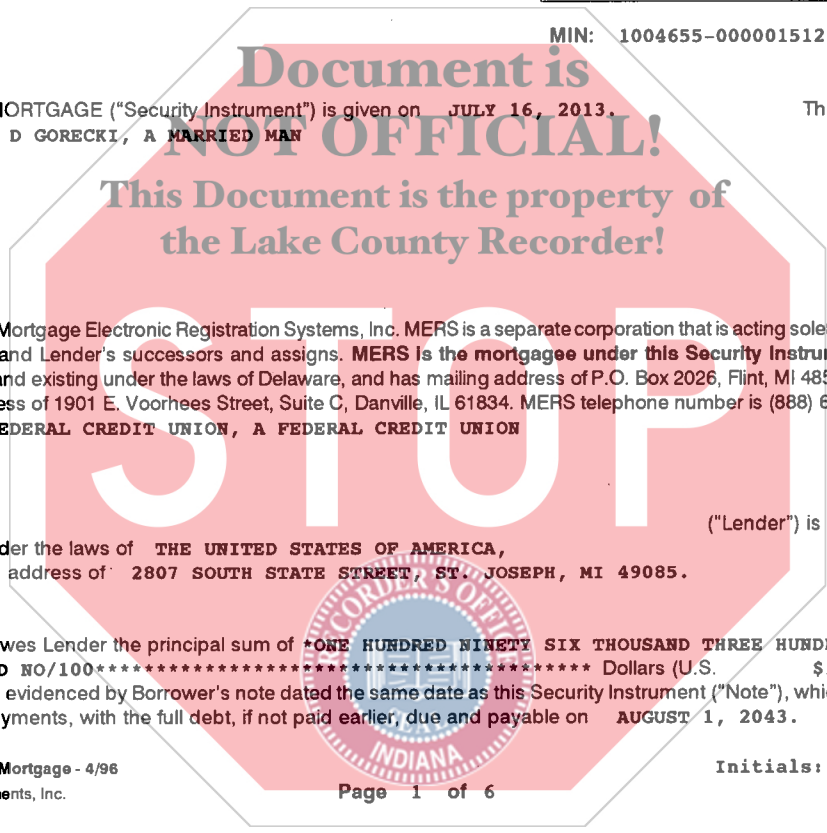 MIN: 1004655-000001512
Document is
MORTGAGE ("Security Instrument") is given on JULY 16, 2013. Th
D GORECKI, A MARRIED MAN
NOT OFFICIAL!
This Document is the property of
the Lake County Recorder!
STOP
Mortgage Electronic Registration Systems, Inc. MERS is a separate corporation that is acting sole
and Lender's successors and assigns. MERS is the mortgagee under this Security Instru
nd existing under the laws of Delaware, and has mailing address of P.O. Box 2026, Flint, MI 485
ess of 1901 E. Voorhees Street, Suite C, Danville, IL 61834. MERS telephone number is (888) 6
EDERAL CREDIT UNION, A FEDERAL CREDIT UNION
("Lender") is
der the laws of THE UNITED STATES OF AMERICA,
address of 2807 SOUTH STATE STREET, ST. JOSEPH, MI 49085.
RECORDER'S OFFICE
wes Lender the principal sum of *ONE HUNDRED NINETY SIX THOUSAND THREE HUND
D NO/100***************************************** Dollars (U.S. $
evidenced by Borrower's note dated the same date as this Security Instrument ("Note"), whi
yments, with the full debt, if not paid earlier, due and payable on AUGUST 1, 2043.
SEAL
INDIANA
Mortgage - 4/96
ents, Inc.
Initials:
Page 1 of 6